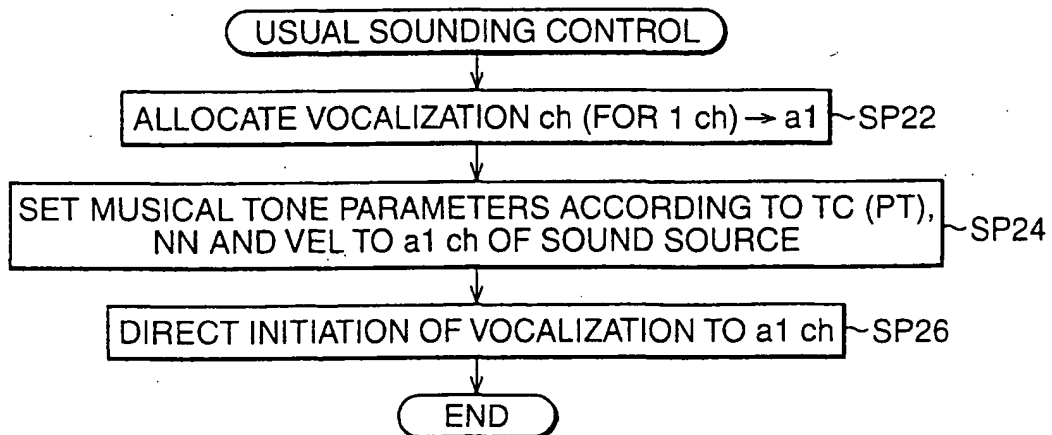 USUAL SOUNDING CONTROL
ALLOCATE VOCALIZATION ch (FOR 1 ch) → a1
SP22
SET MUSICAL TONE PARAMETERS ACCORDING TO TC (PT),
NN AND VEL TO a1 ch OF SOUND SOURCE
SP24
DIRECT INITIATION OF VOCALIZATION TO a1 ch
SP26
END